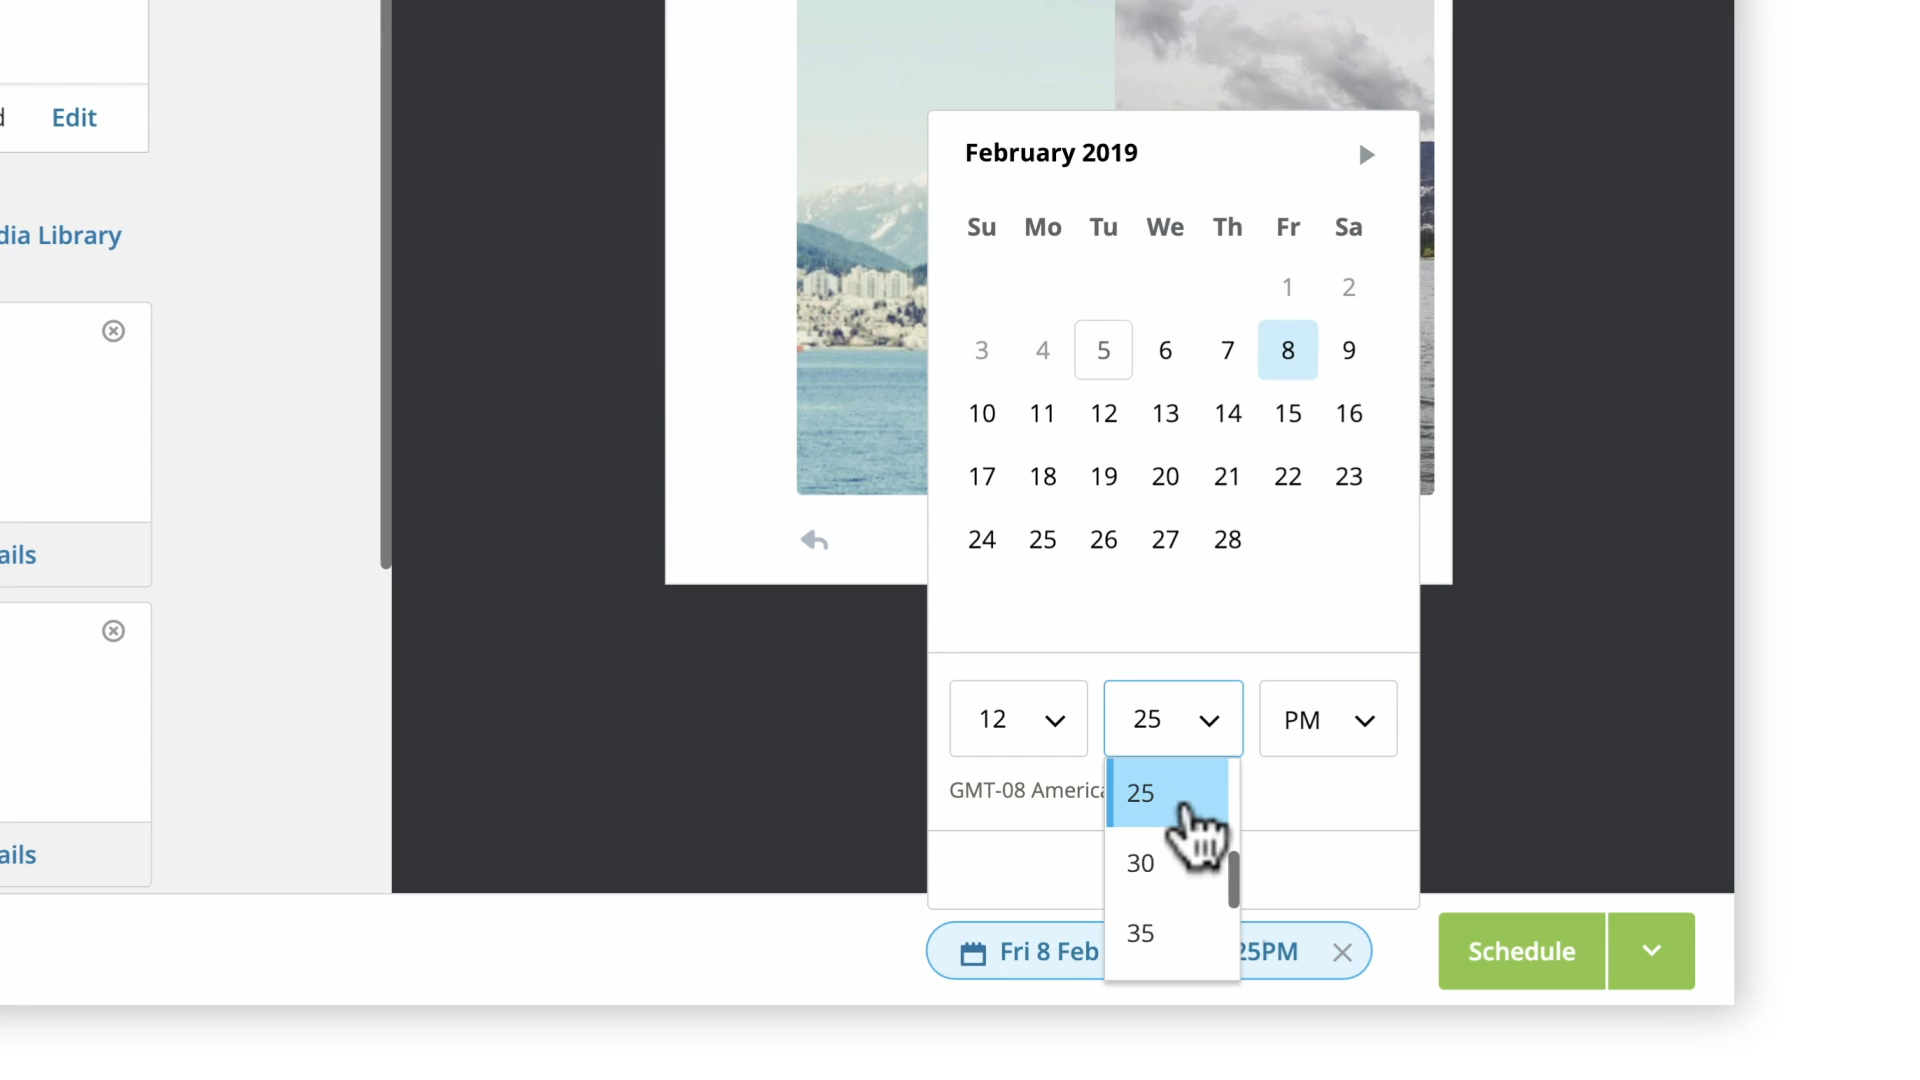 d Edit
dia Library
ails
ails
February 2019
Su Mo Tu We Th Fr Sa
1 2
3 4 5 6 7 8 9
10 11 12 13 14 15 16
17 18 19 20 21 22 23
24 25 26 27 28
12 25 PM
GMT-08 America
25
30
35
Fri 8 Feb 25PM
Schedule